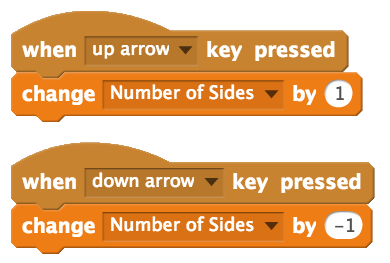 when up arrow key pressed
change Number of Sides by 1
when down arrow key pressed
change Number of Sides by -1